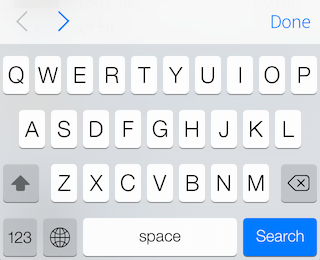 Done
Q W E R T Y U I O P
A S D F G H J K L
Z X C V B N M
123 space Search